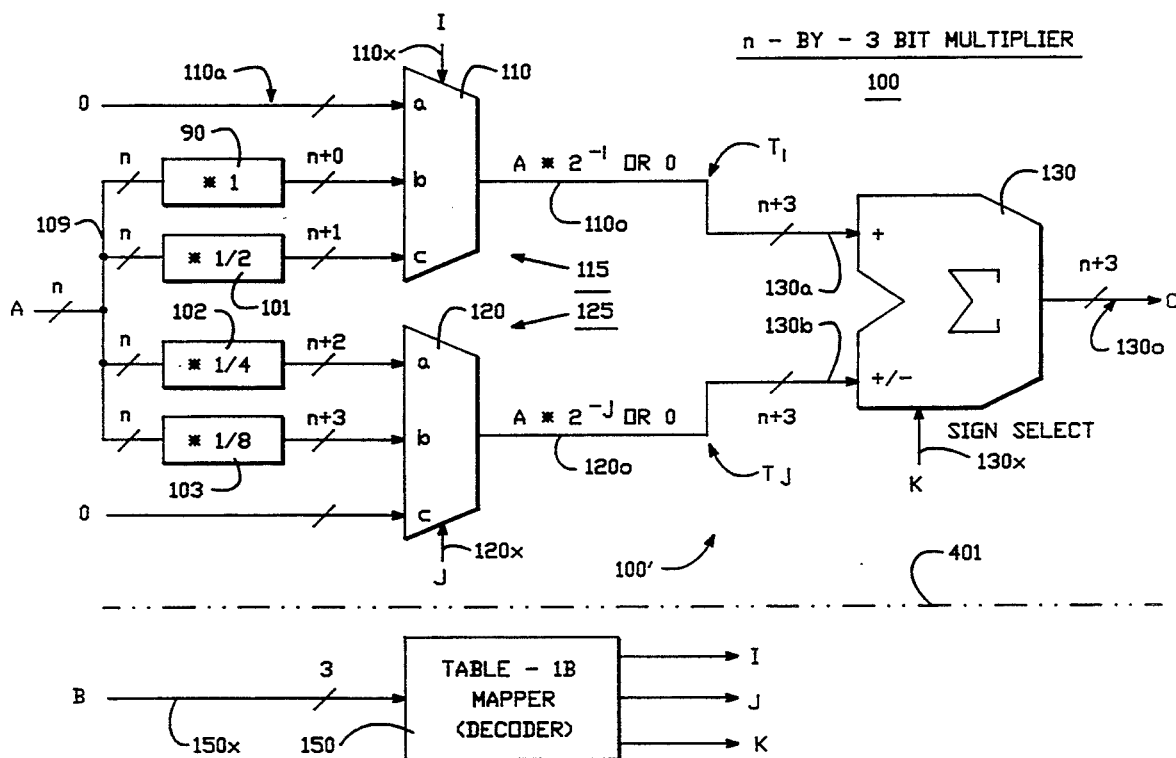 I
n - BY - 3 BIT MULTIPLIER
100
110x
110
110a
0
a
90
n
* 1
n+0
b
A * 2^-I OR 0
T_I
130
109
110o
n+3
+
n
* 1/2
n+1
c
115
130a
n+3
A
n
101
125
130b
O
102
120
130o
n
* 1/4
n+2
a
+/-
n
* 1/8
n+3
b
A * 2^-J OR 0
n+3
SIGN SELECT
103
120o
T_J
130x
K
0
c
120x
J
100'
401
B
3
TABLE - 1B
MAPPER
(DECODER)
I
J
K
150x
150